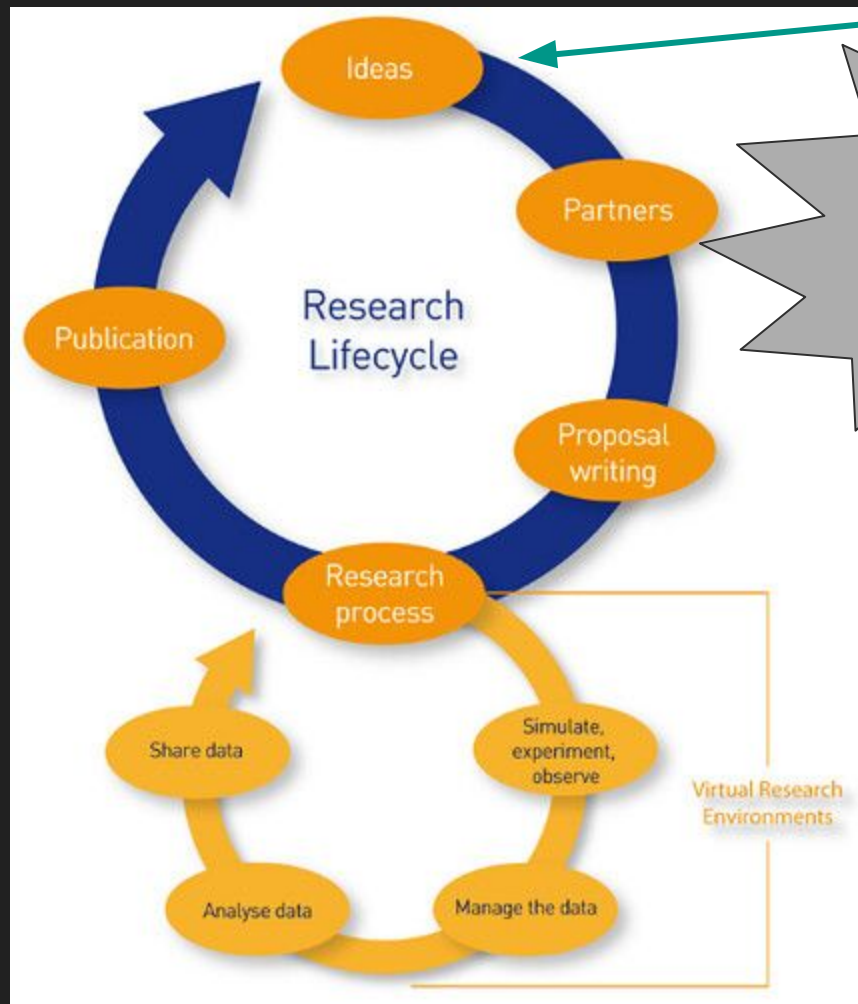 Ideas
Partners
Research
Lifecycle
Publication
Proposal
writing
Research
process
Simulate,
experiment,
observe
Share data
Virtual Research
Environments
Manage the data
Analyse data